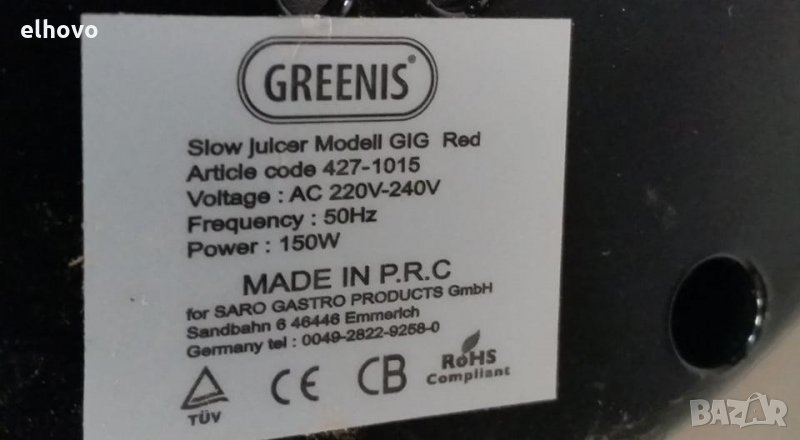 elhovo
GREENIS®
Slow Juicer Modell GIG Red
Article code 427-1015
Voltage : AC 220V-240V
Frequency : 50Hz
Power : 150W
MADE IN P.R.C
for SARO GASTRO PRODUCTS GmbH
Sandbahn 6 46446 Emmerich
Germany tel : 0049-2822-9258-0
TÜV
CE
CB
RoHS
Compliant
BAZAR